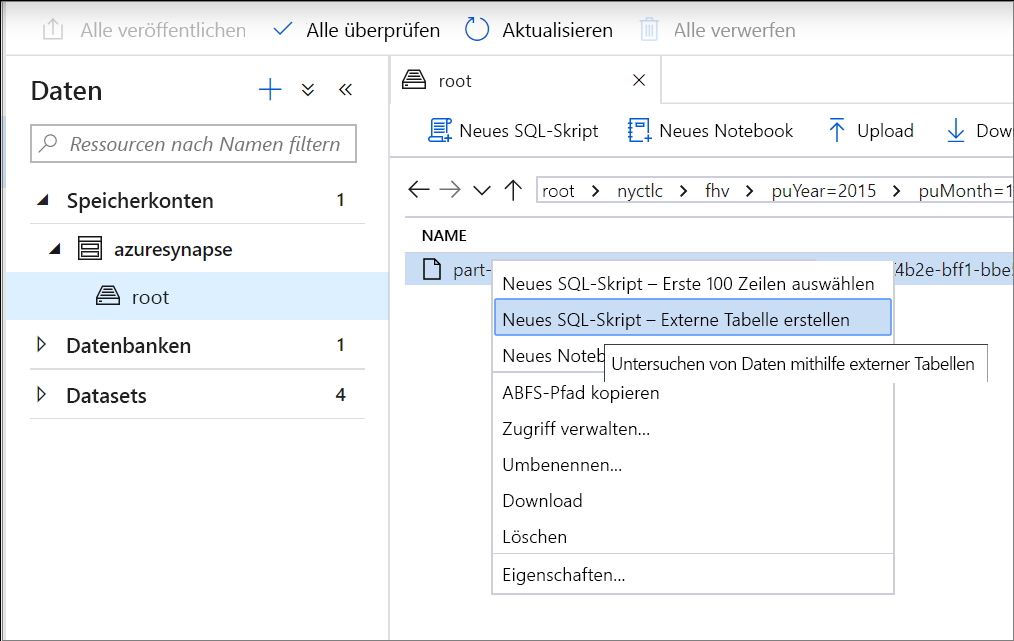 Alle veröffentlichen Alle überprüfen Aktualisieren Alle verwerfen
Daten
root
Neues SQL-Skript Neues Notebook Upload Dow
Ressourcen nach Namen filtern
root nyctlc fhv puYear=2015 puMonth=1
Speicherkonten 1
NAME
azuresynapse
part- 4b2e-bff1-bbe
root
Neues SQL-Skript – Erste 100 Zeilen auswählen
Neues SQL-Skript – Externe Tabelle erstellen
Neues Noteb
Untersuchen von Daten mithilfe externer Tabellen
ABFS-Pfad kopieren
Zugriff verwalten...
Umbenennen...
Download
Löschen
Eigenschaften...
Datenbanken 1
Datasets 4